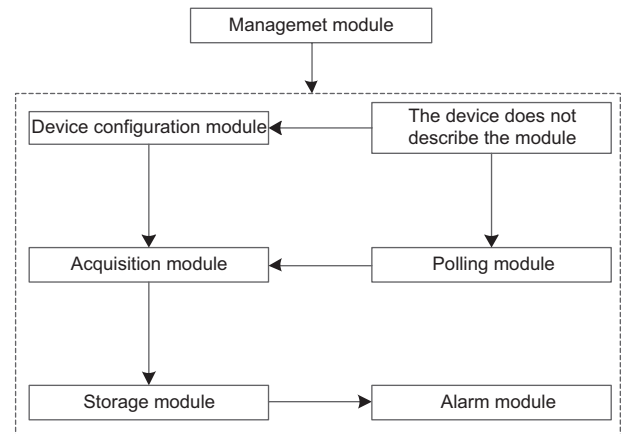 Managemet module
Device configuration module
The device does not
describe the module
Acquisition module
Polling module
Storage module
Alarm module